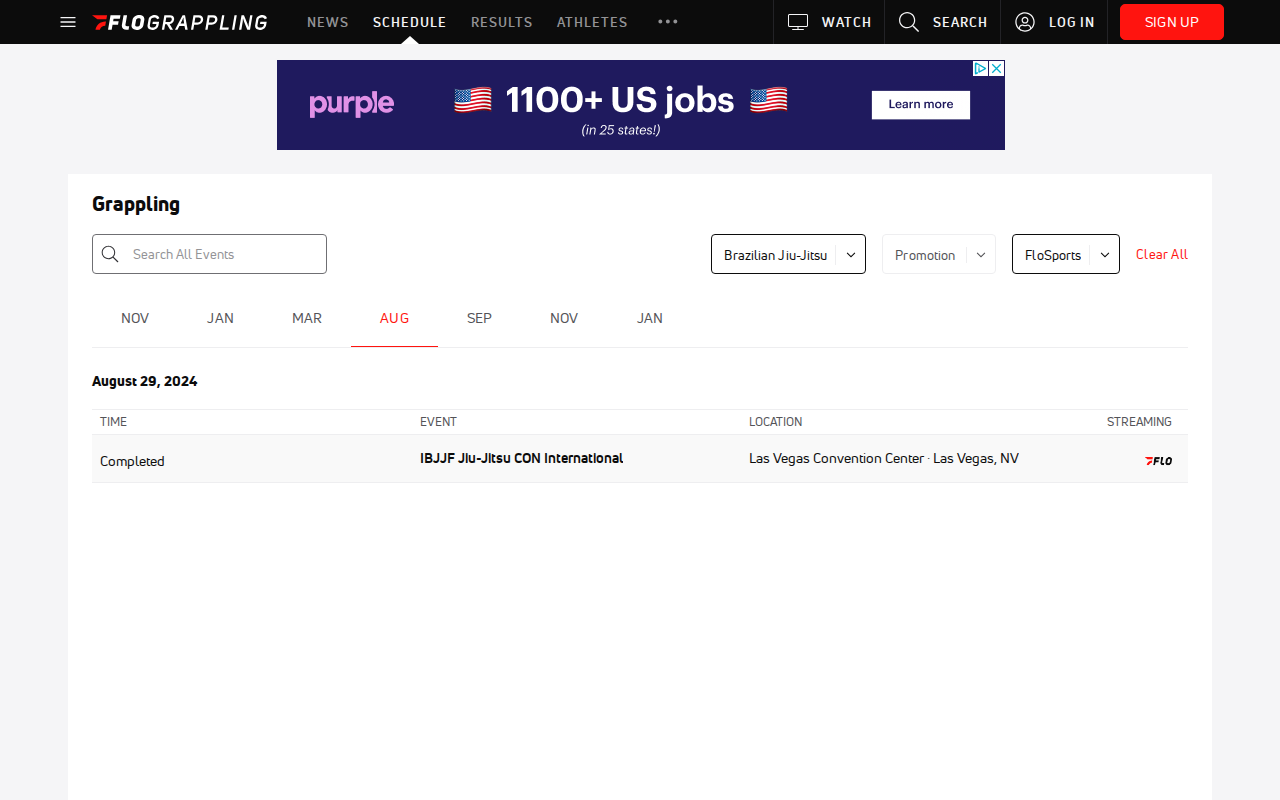 FLOGRAPPLING NEWS SCHEDULE RESULTS ATHLETES WATCH SEARCH LOG IN SIGN UP
purple 1100+ US jobs Learn more
(in 25 states!)
Grappling
Search All Events Brazilian Jiu-Jitsu Promotion FloSports Clear All
NOV JAN MAR AUG SEP NOV JAN
August 29, 2024
TIME EVENT LOCATION STREAMING
Completed IBJJF Jiu-Jitsu CON International Las Vegas Convention Center · Las Vegas, NV FLO